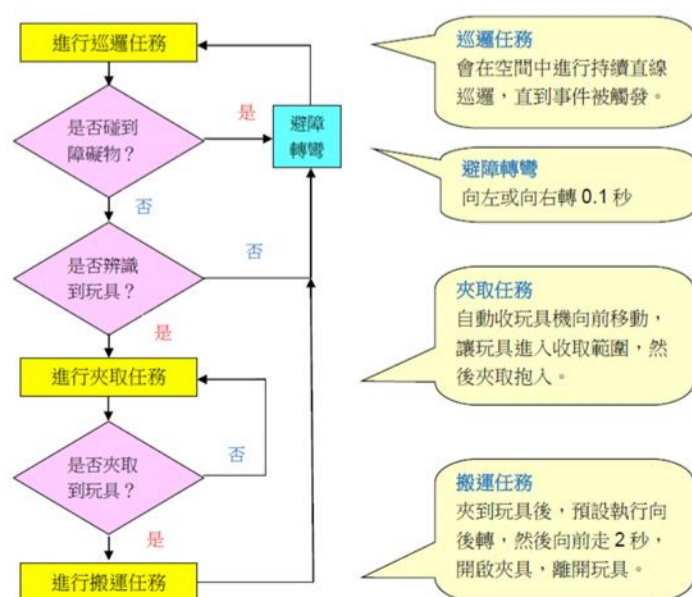 進行巡邏任務
是否碰到
障礙物？
是
避障
轉彎
否
是否辨識
到玩具？
否
是
進行夾取任務
是否夾取
到玩具？
否
是
進行搬運任務
巡邏任務
會在空間中進行持續直線
巡邏，直到事件被觸發。
避障轉彎
向左或向右轉 0.1 秒
夾取任務
自動收玩具機向前移動，
讓玩具進入收取範圍，然
後夾取抱入。
搬運任務
夾到玩具後，預設執行向
後轉，然後向前走 2 秒，
開啟夾具，離開玩具。